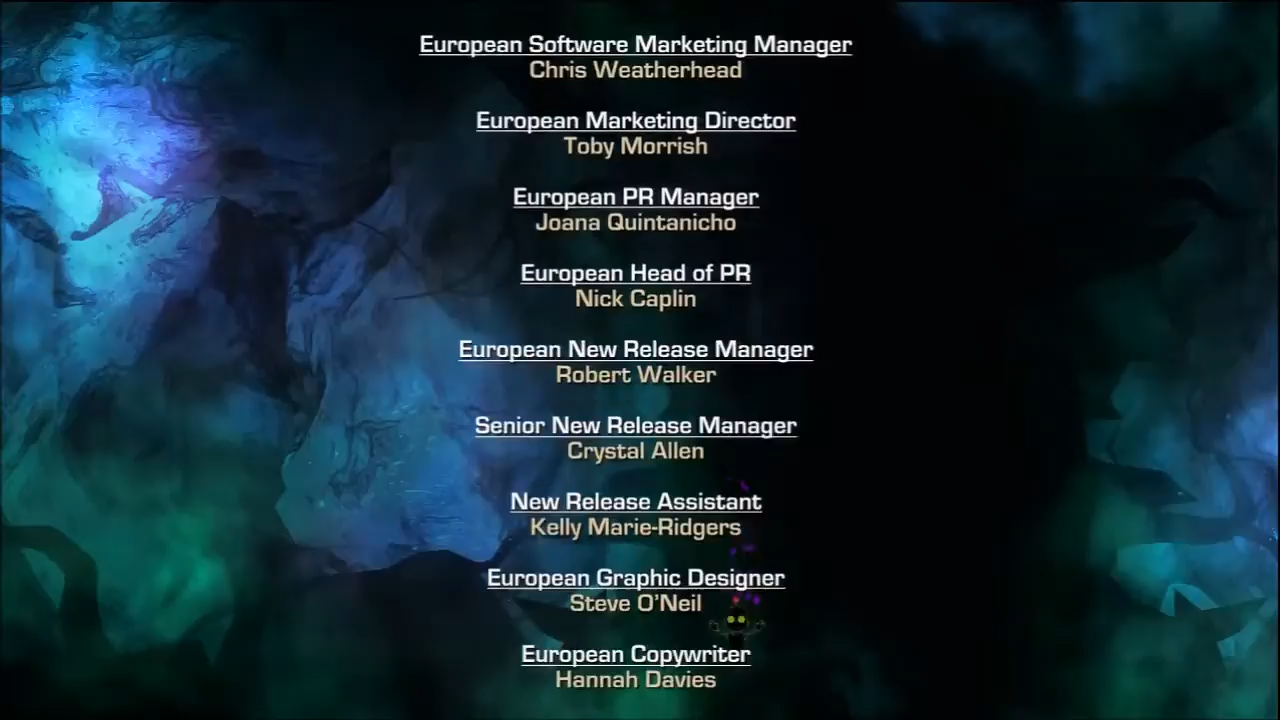 European Software Marketing Manager
Chris Weatherhead
European Marketing Director
Toby Morrish
European PR Manager
Joana Quintanicho
European Head of PR
Nick Caplin
European New Release Manager
Robert Walker
Senior New Release Manager
Crystal Allen
New Release Assistant
Kelly Marie-Ridgers
European Graphic Designer
Steve O'Neil
European Copywriter
Hannah Davies